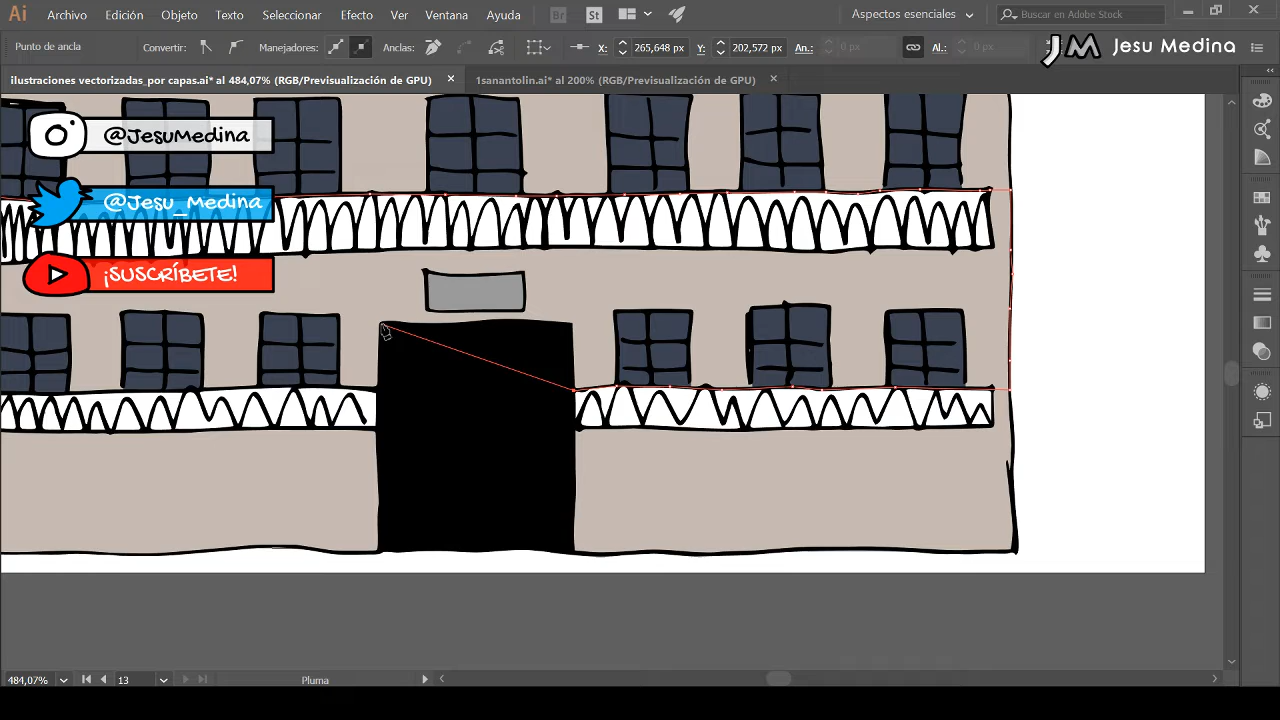 Ai Archivo Edición Objeto Texto Seleccionar Efecto Ver Ventana Ayuda Br St Aspectos esenciales Buscar en Adobe Stock
Punto de ancla Convertir: Manejadores: Anclas: X: 265,648 px Y: 202,572 px An.: 0 px Al.: 0 px JM Jesu Medina
ilustraciones vectorizadas_por capas.ai* al 484,07% (RGB/Previsualización de GPU) 1sanantolin.ai* al 200% (RGB/Previsualización de GPU)
@JesuMedina
@Jesu_Medina
¡SUSCRÍBETE!
484,07% 13 Pluma